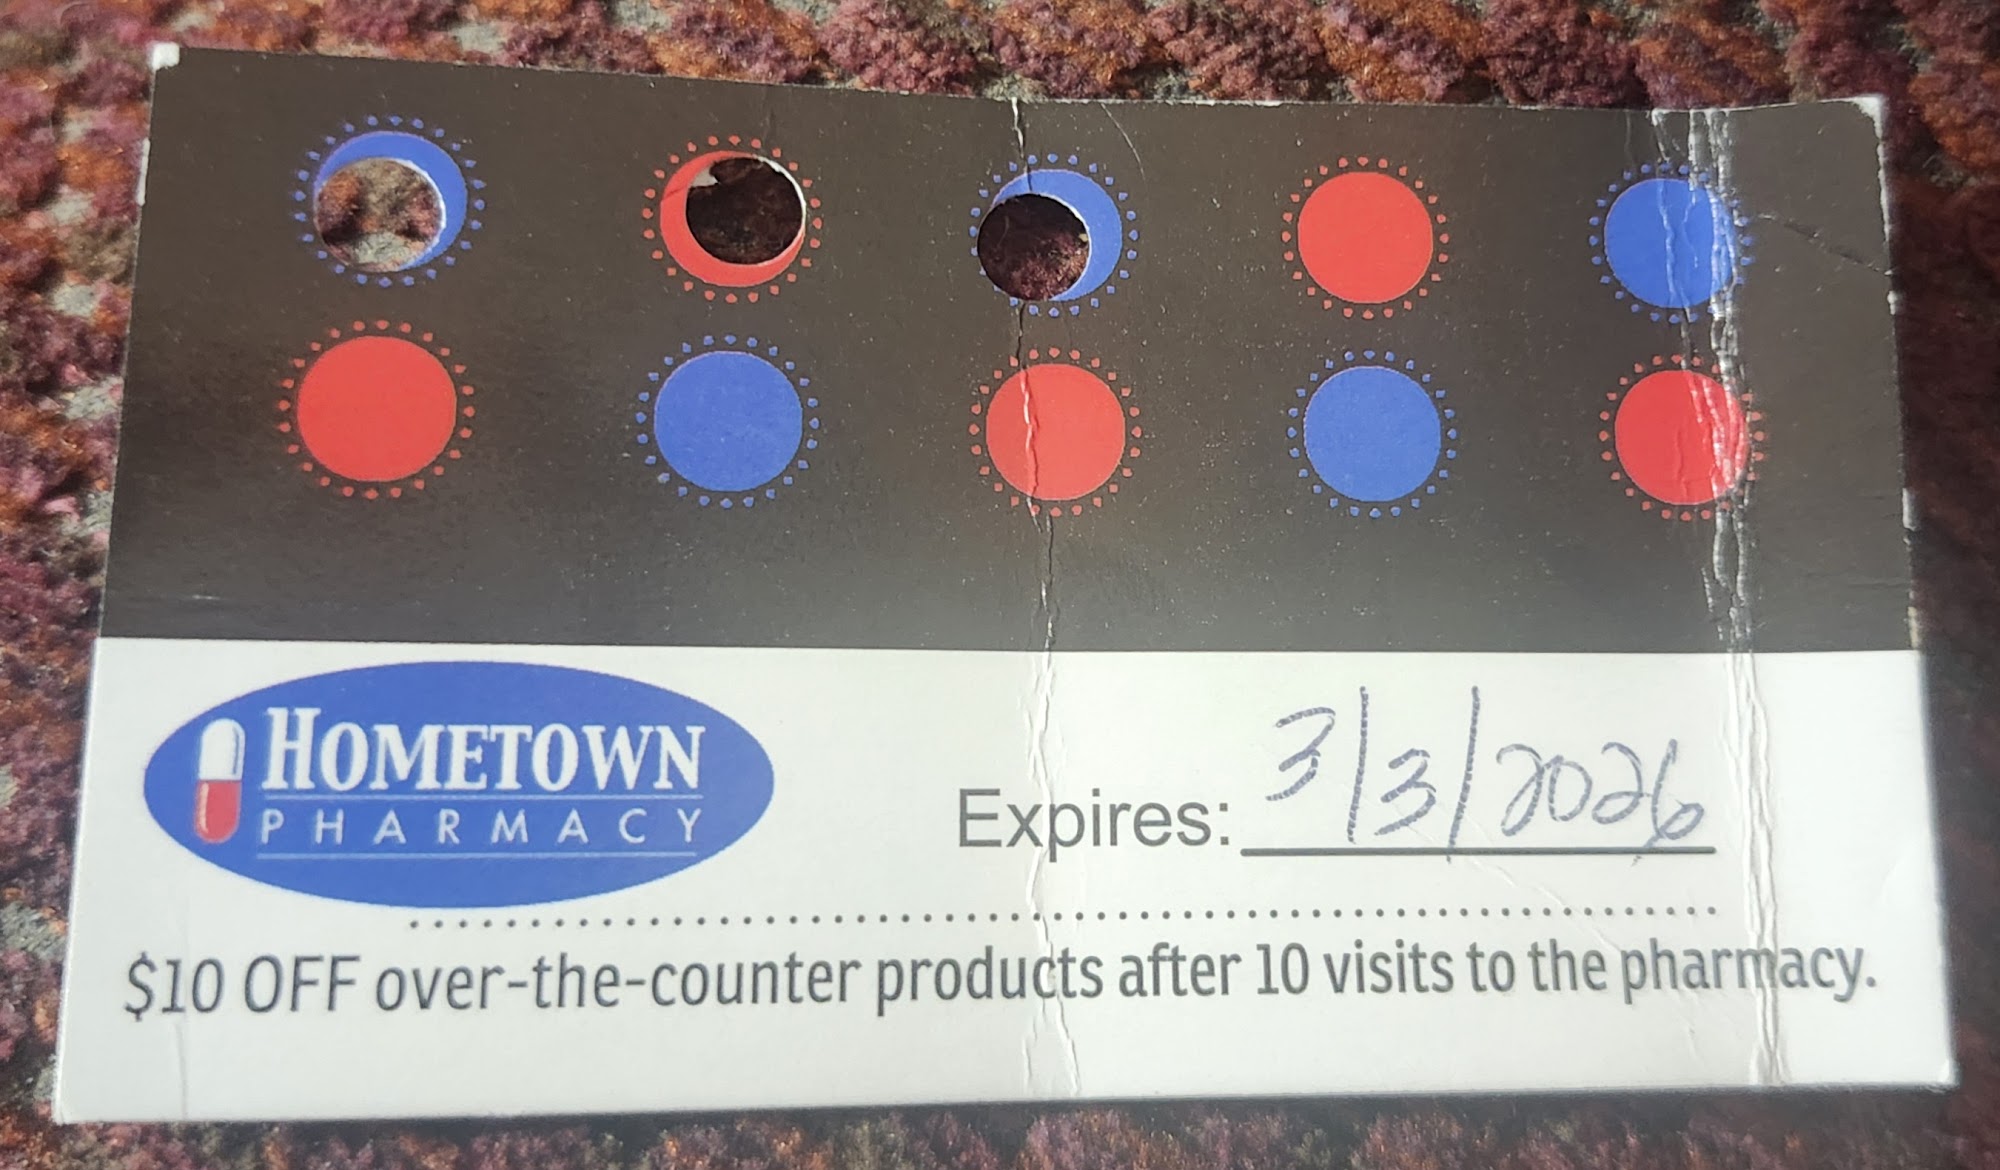 HOMETOWN
PHARMACY
Expires: 3/3/2026
$10 OFF over-the-counter products after 10 visits to the pharmacy.